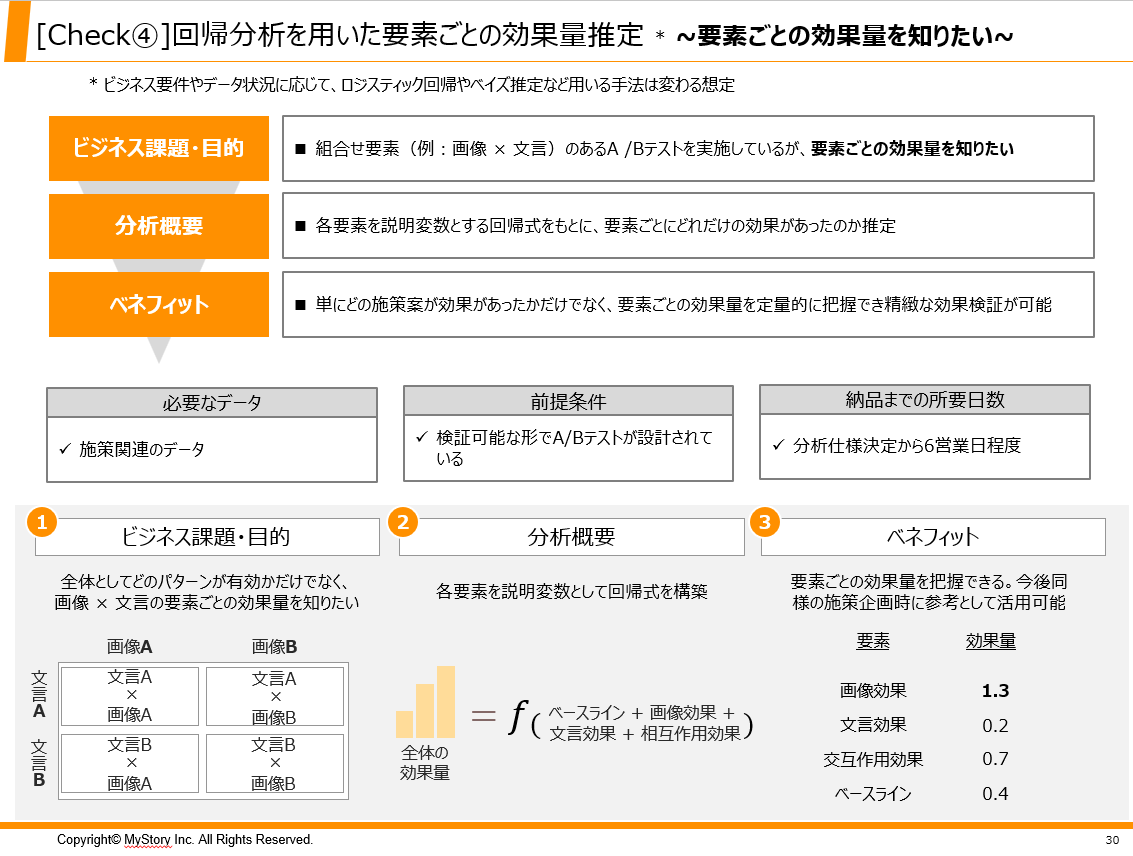 [Check④]回帰分析を用いた要素ごとの効果量推定 * ~要素ごとの効果量を知りたい~
* ビジネス要件やデータ状況に応じて、ロジスティック回帰やベイズ推定など用いる手法は変わる想定
ビジネス課題・目的
■ 組合せ要素（例：画像 × 文言）のあるA /Bテストを実施しているが、要素ごとの効果量を知りたい
分析概要
■ 各要素を説明変数とする回帰式をもとに、要素ごとにどれだけの効果があったのか推定
ベネフィット
■ 単にどの施策案が効果があったかだけでなく、要素ごとの効果量を定量的に把握でき精緻な効果検証が可能
必要なデータ
✓ 施策関連のデータ
前提条件
✓ 検証可能な形でA/Bテストが設計されて
いる
納品までの所要日数
✓ 分析仕様決定から6営業日程度
1
ビジネス課題・目的
全体としてどのパターンが有効かだけでなく、
画像 × 文言の要素ごとの効果量を知りたい
画像A
画像B
文言A
文言A
×
画像A
文言A
×
画像B
文言B
文言B
×
画像A
文言B
×
画像B
2
分析概要
各要素を説明変数として回帰式を構築
全体の
効果量
= f( ベースライン + 画像効果 +
文言効果 + 相互作用効果)
3
ベネフィット
要素ごとの効果量を把握できる。今後同
様の施策企画時に参考として活用可能
要素 効果量
画像効果 1.3
文言効果 0.2
交互作用効果 0.7
ベースライン 0.4
Copyright© MyStory Inc. All Rights Reserved.
30